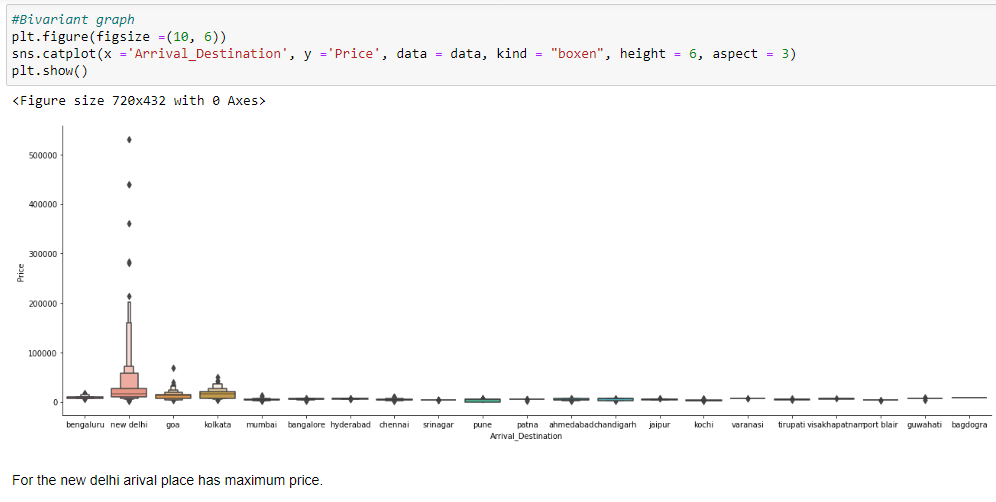 #Bivariant graph
plt.figure(figsize =(10, 6))
sns.catplot(x ='Arrival_Destination', y ='Price', data = data, kind = "boxen", height = 6, aspect = 3)
plt.show()
<Figure size 720x432 with 0 Axes>
500000
400000
300000
200000
100000
0
Price
bengaluru new delhi goa kolkata mumbai bangalore hyderabad chennai srinagar pune patna ahmedabadchandigarh jaipur kochi varanasi tirupati visakhapatnamport blair guwahati bagdogra
Arrival_Destination
For the new delhi arival place has maximum price.